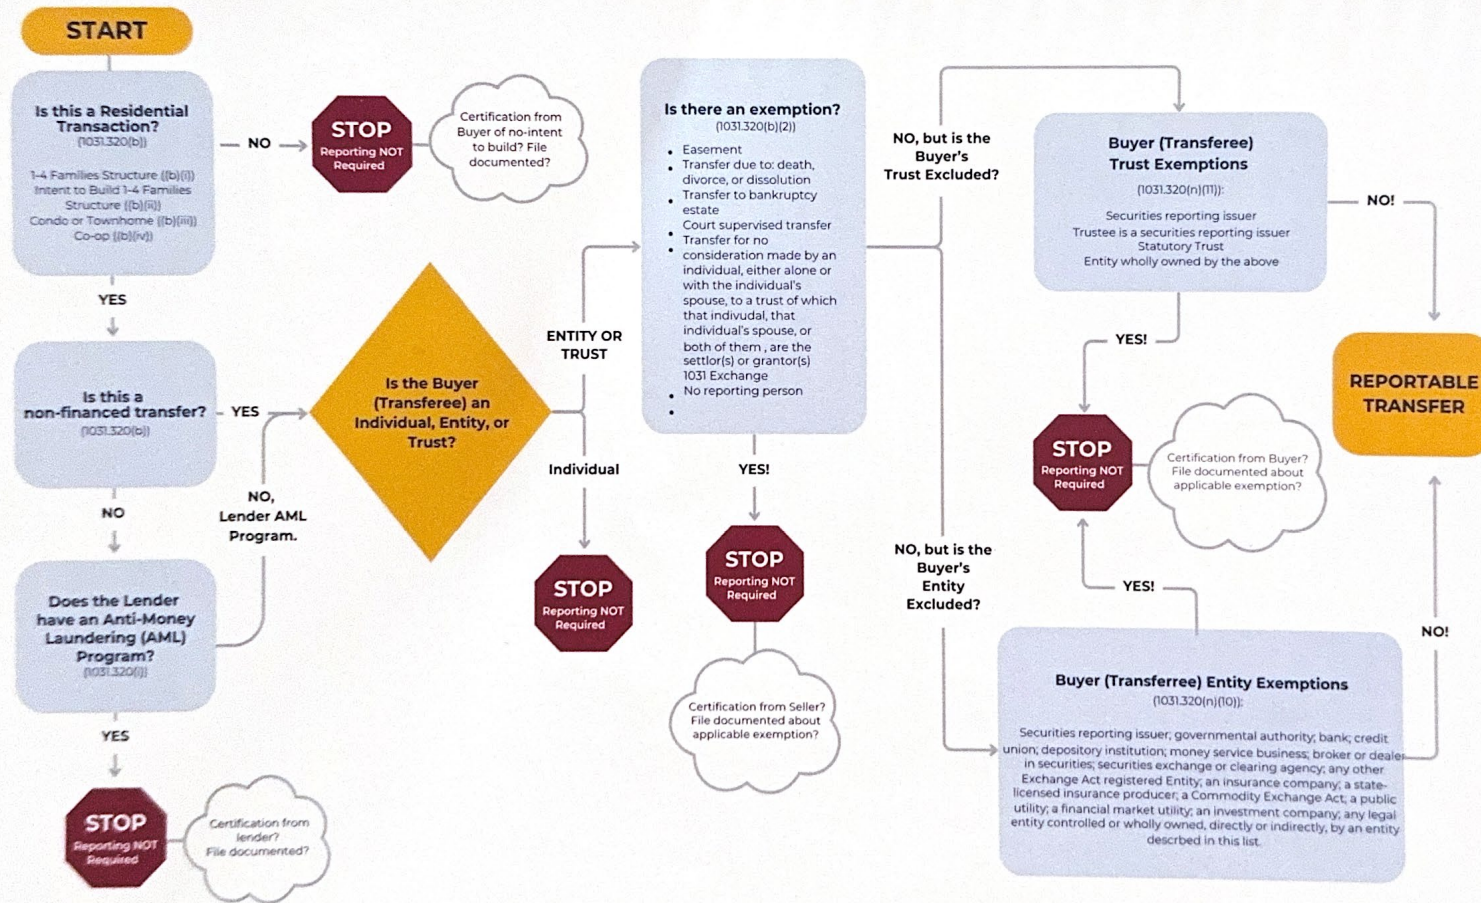 START
Is this a Residential
Transaction?
(1031.320(b))
1-4 Families Structure ((b)(i))
Intent to Build 1-4 Families
Structure ((b)(ii))
Condo or Townhome ((b)(iii))
Co-op ((b)(iv))
NO
STOP
Reporting NOT
Required
Certification from
Buyer of no-intent
to build? File
documented?
YES
Is this a
non-financed transfer?
(1031.320(b))
YES
NO
NO,
Lender AML
Program.
Does the Lender
have an Anti-Money
Laundering (AML)
Program?
(1031.320(i))
YES
STOP
Reporting NOT
Required
Certification from
lender?
File documented?
Is the Buyer
(Transferee) an
Individual, Entity, or
Trust?
ENTITY OR
TRUST
Individual
STOP
Reporting NOT
Required
Is there an exemption?
(1031.320(b)(2))
• Easement
• Transfer due to: death,
divorce, or dissolution
• Transfer to bankruptcy
estate
• Court supervised transfer
• Transfer for no
consideration made by an
individual, either alone or
with the individual's
spouse, to a trust of which
that indivudal, that
individual's spouse, or
both of them , are the
settlor(s) or grantor(s)
1031 Exchange
• No reporting person
•
YES!
STOP
Reporting NOT
Required
Certification from Seller?
File documented about
applicable exemption?
NO, but is the
Buyer's
Trust Excluded?
NO, but is the
Buyer's
Entity
Excluded?
Buyer (Transferee)
Trust Exemptions
(1031.320(n)(11)):
Securities reporting issuer
Trustee is a securities reporting issuer
Statutory Trust
Entity wholly owned by the above
NO!
YES!
STOP
Reporting NOT
Required
Certification from Buyer?
File documented about
applicable exemption?
YES!
REPORTABLE
TRANSFER
NO!
Buyer (Transferree) Entity Exemptions
(1031.320(n)(10)):
Securities reporting issuer; governmental authority; bank; credit
union; depository institution; money service business; broker or dealer
in securities; securities exchange or clearing agency; any other
Exchange Act registered Entity; an insurance company; a state-
licensed insurance producer; a Commodity Exchange Act; a public
utility; a financial market utility; an investment company; any legal
entity controlled or wholly owned, directly or indirectly, by an entity
descrbed in this list.